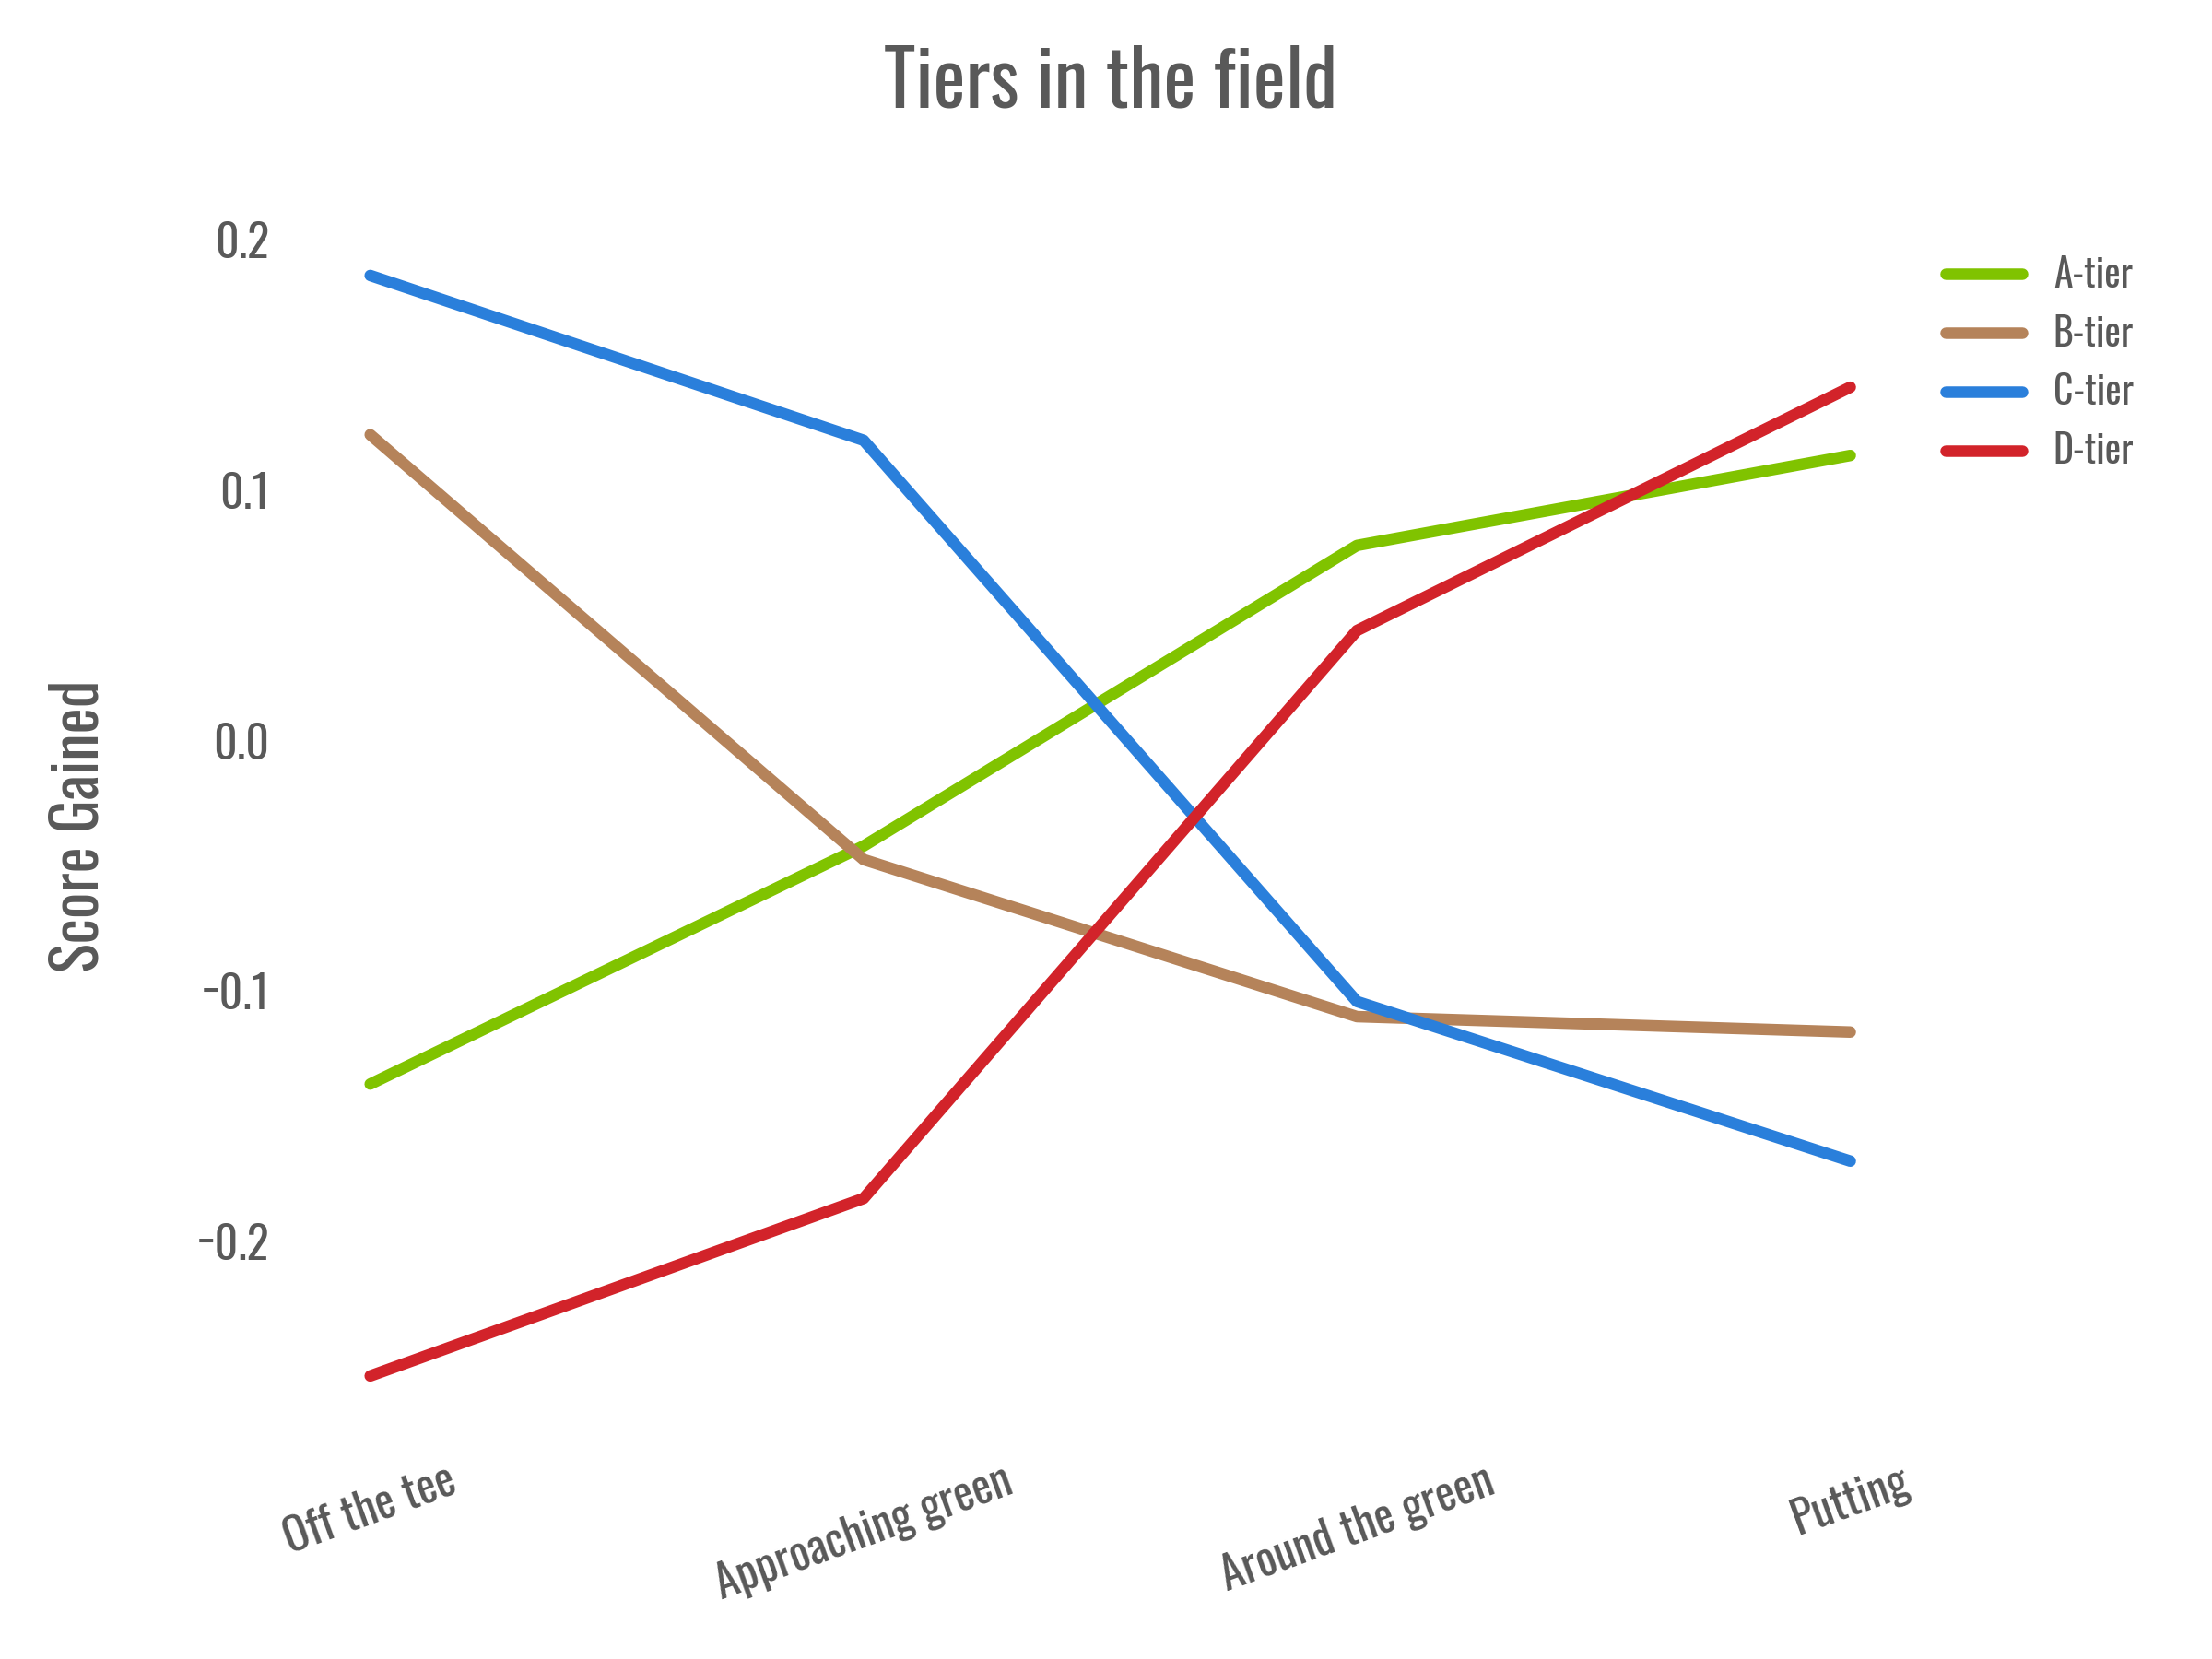 Tiers in the field
Score Gained
0.2
0.1
0.0
-0.1
-0.2
Off the tee
Approaching green
Around the green
Putting
A-tier
B-tier
C-tier
D-tier